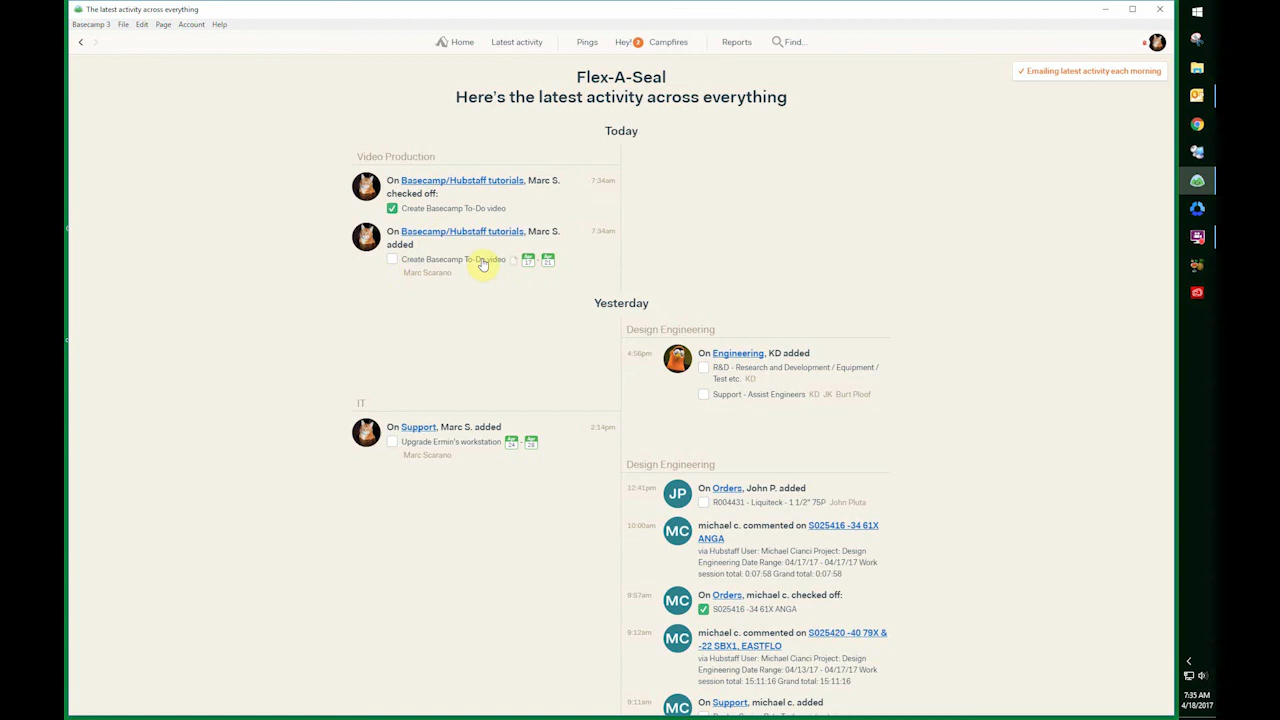 The latest activity across everything
Basecamp 3 File Edit Page Account Help
Home Latest activity Pings Hey! Campfires Reports Find...
✓ Emailing latest activity each morning
Flex-A-Seal
Here's the latest activity across everything
Today
Video Production
On Basecamp/Hubstaff tutorials, Marc S. 7:34am
checked off:
Create Basecamp To-Do video
On Basecamp/Hubstaff tutorials, Marc S. 7:34am
added
Create Basecamp To-Do video Apr 17 - Apr 21
Marc Scarano
Yesterday
Design Engineering
4:56pm On Engineering, KD added
R&D - Research and Development / Equipment /
Test etc. KD
Support - Assist Engineers KD JK Burt Ploof
IT
On Support, Marc S. added 2:14pm
Upgrade Ermin's workstation Apr 24 - Apr 28
Marc Scarano
Design Engineering
12:41pm JP On Orders, John P. added
R004431 - Liquiteck - 1 1/2" 75P John Pluta
10:00am MC michael c. commented on S025416 -34 61X
ANGA
via Hubstaff User: Michael Cianci Project: Design
Engineering Date Range: 04/17/17 - 04/17/17 Work
session total: 0:07:58 Grand total: 0:07:58
9:57am MC On Orders, michael c. checked off:
S025416 -34 61X ANGA
9:12am MC michael c. commented on S025420 -40 79X &
-22 SBX1, EASTFLO
via Hubstaff User: Michael Cianci Project: Design
Engineering Date Range: 04/13/17 - 04/17/17 Work
session total: 15:11:16 Grand total: 15:11:16
9:11am MC On Support, michael c. added
7:35 AM
4/18/2017